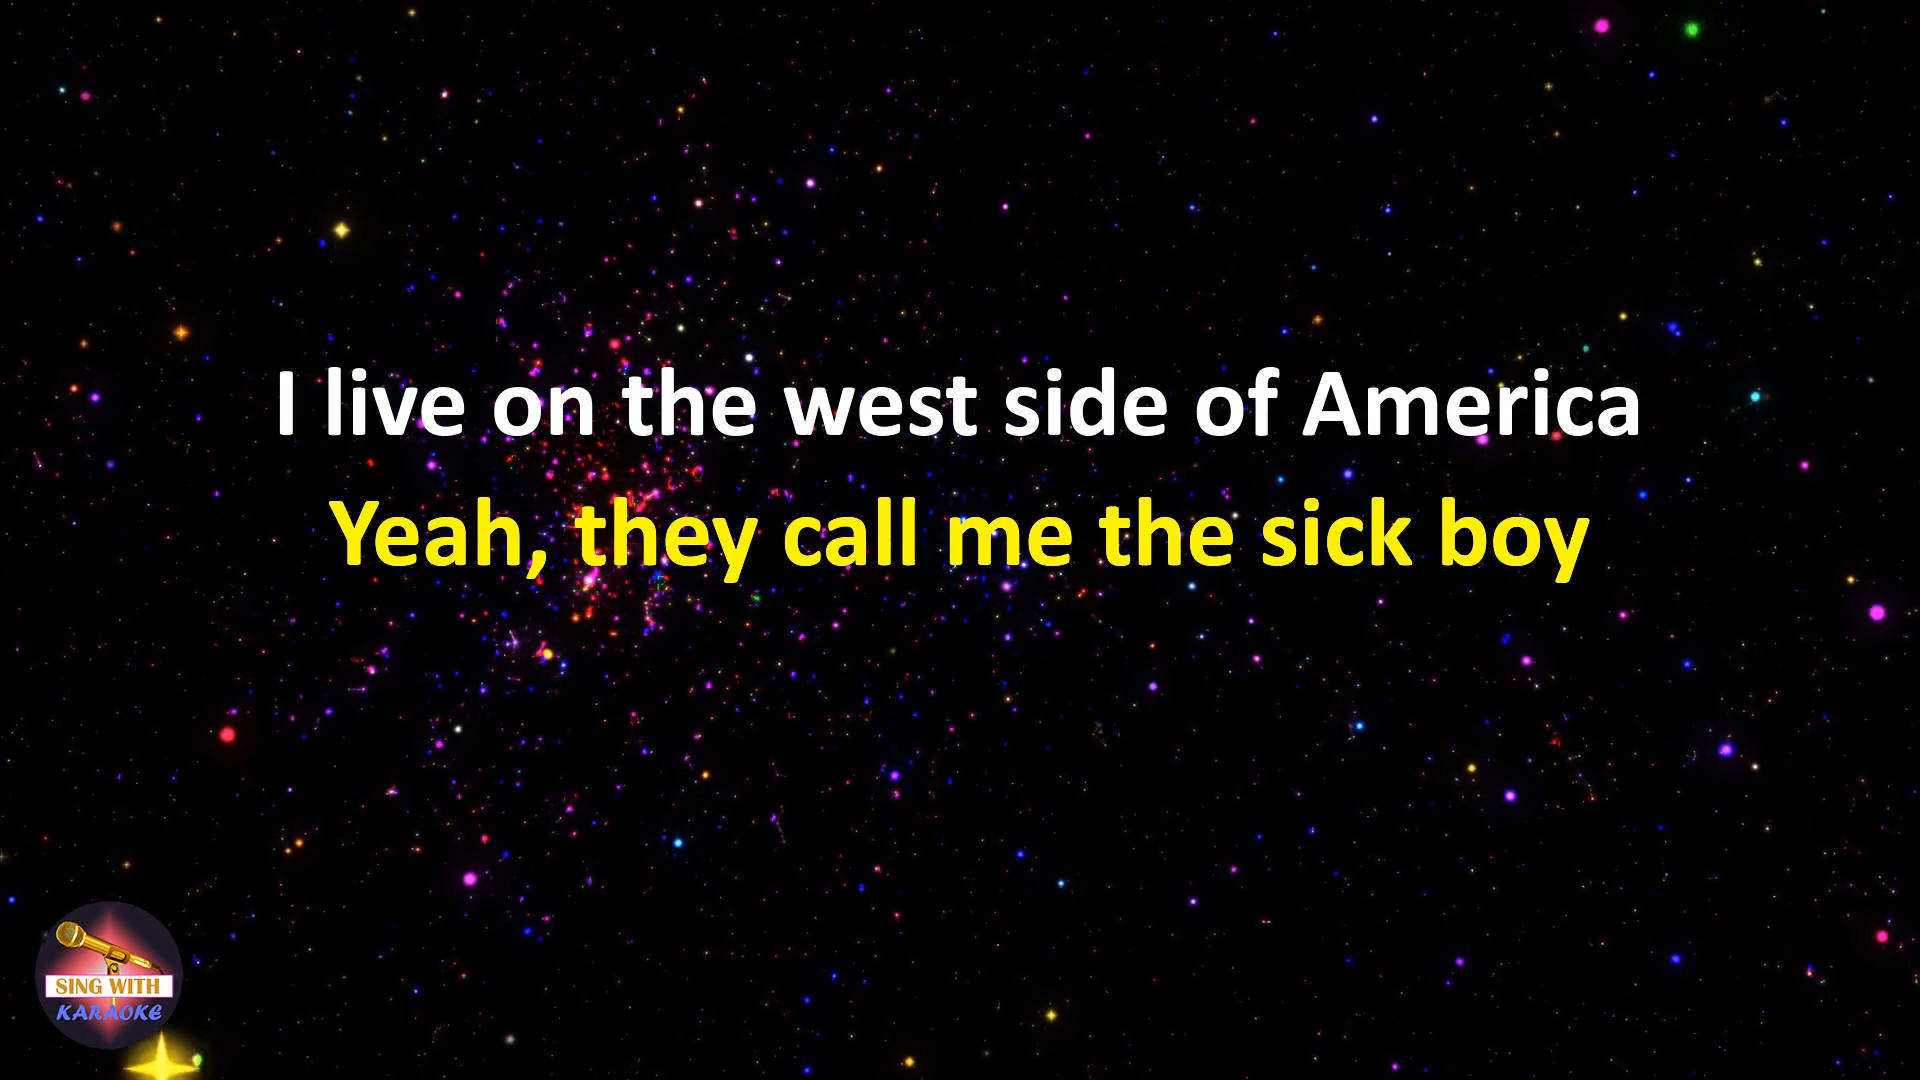 I live on the west side of America
Yeah, they call me the sick boy
SING WITH
KARAOKE